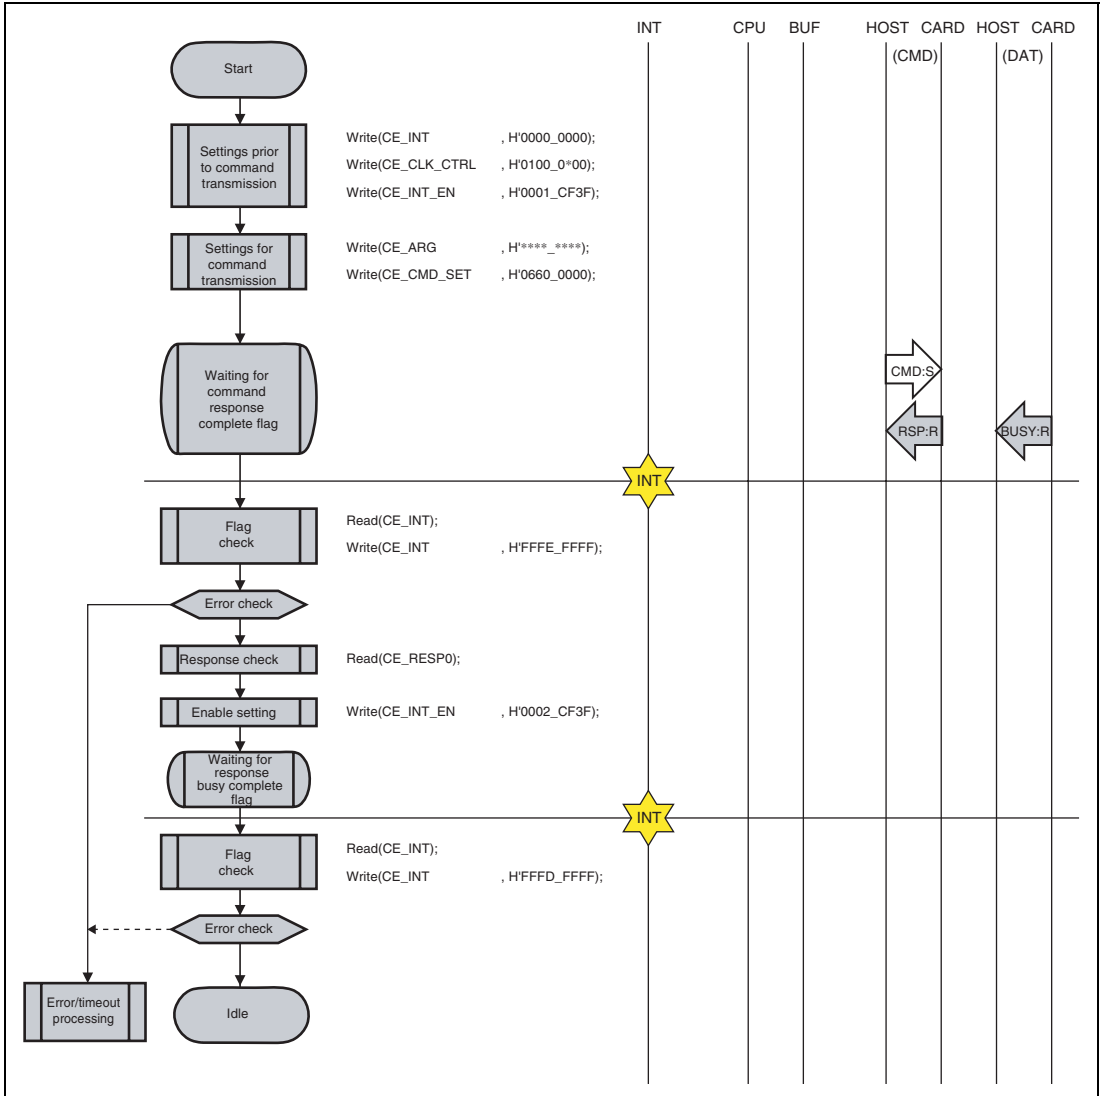 INT CPU BUF HOST CARD HOST CARD
(CMD) (DAT)
Start
Settings prior
to command
transmission
Write(CE_INT , H'0000_0000);
Write(CE_CLK_CTRL , H'0100_0*00);
Write(CE_INT_EN , H'0001_CF3F);
Settings for
command
transmission
Write(CE_ARG , H'****_****);
Write(CE_CMD_SET , H'0660_0000);
Waiting for
command
response
complete flag
CMD:S
RSP:R BUSY:R
INT
Flag
check
Read(CE_INT);
Write(CE_INT , H'FFFE_FFFF);
Error check
Response check Read(CE_RESP0);
Enable setting Write(CE_INT_EN , H'0002_CF3F);
Waiting for
response
busy complete
flag
INT
Flag
check
Read(CE_INT);
Write(CE_INT , H'FFFD_FFFF);
Error check
Error/timeout
processing
Idle